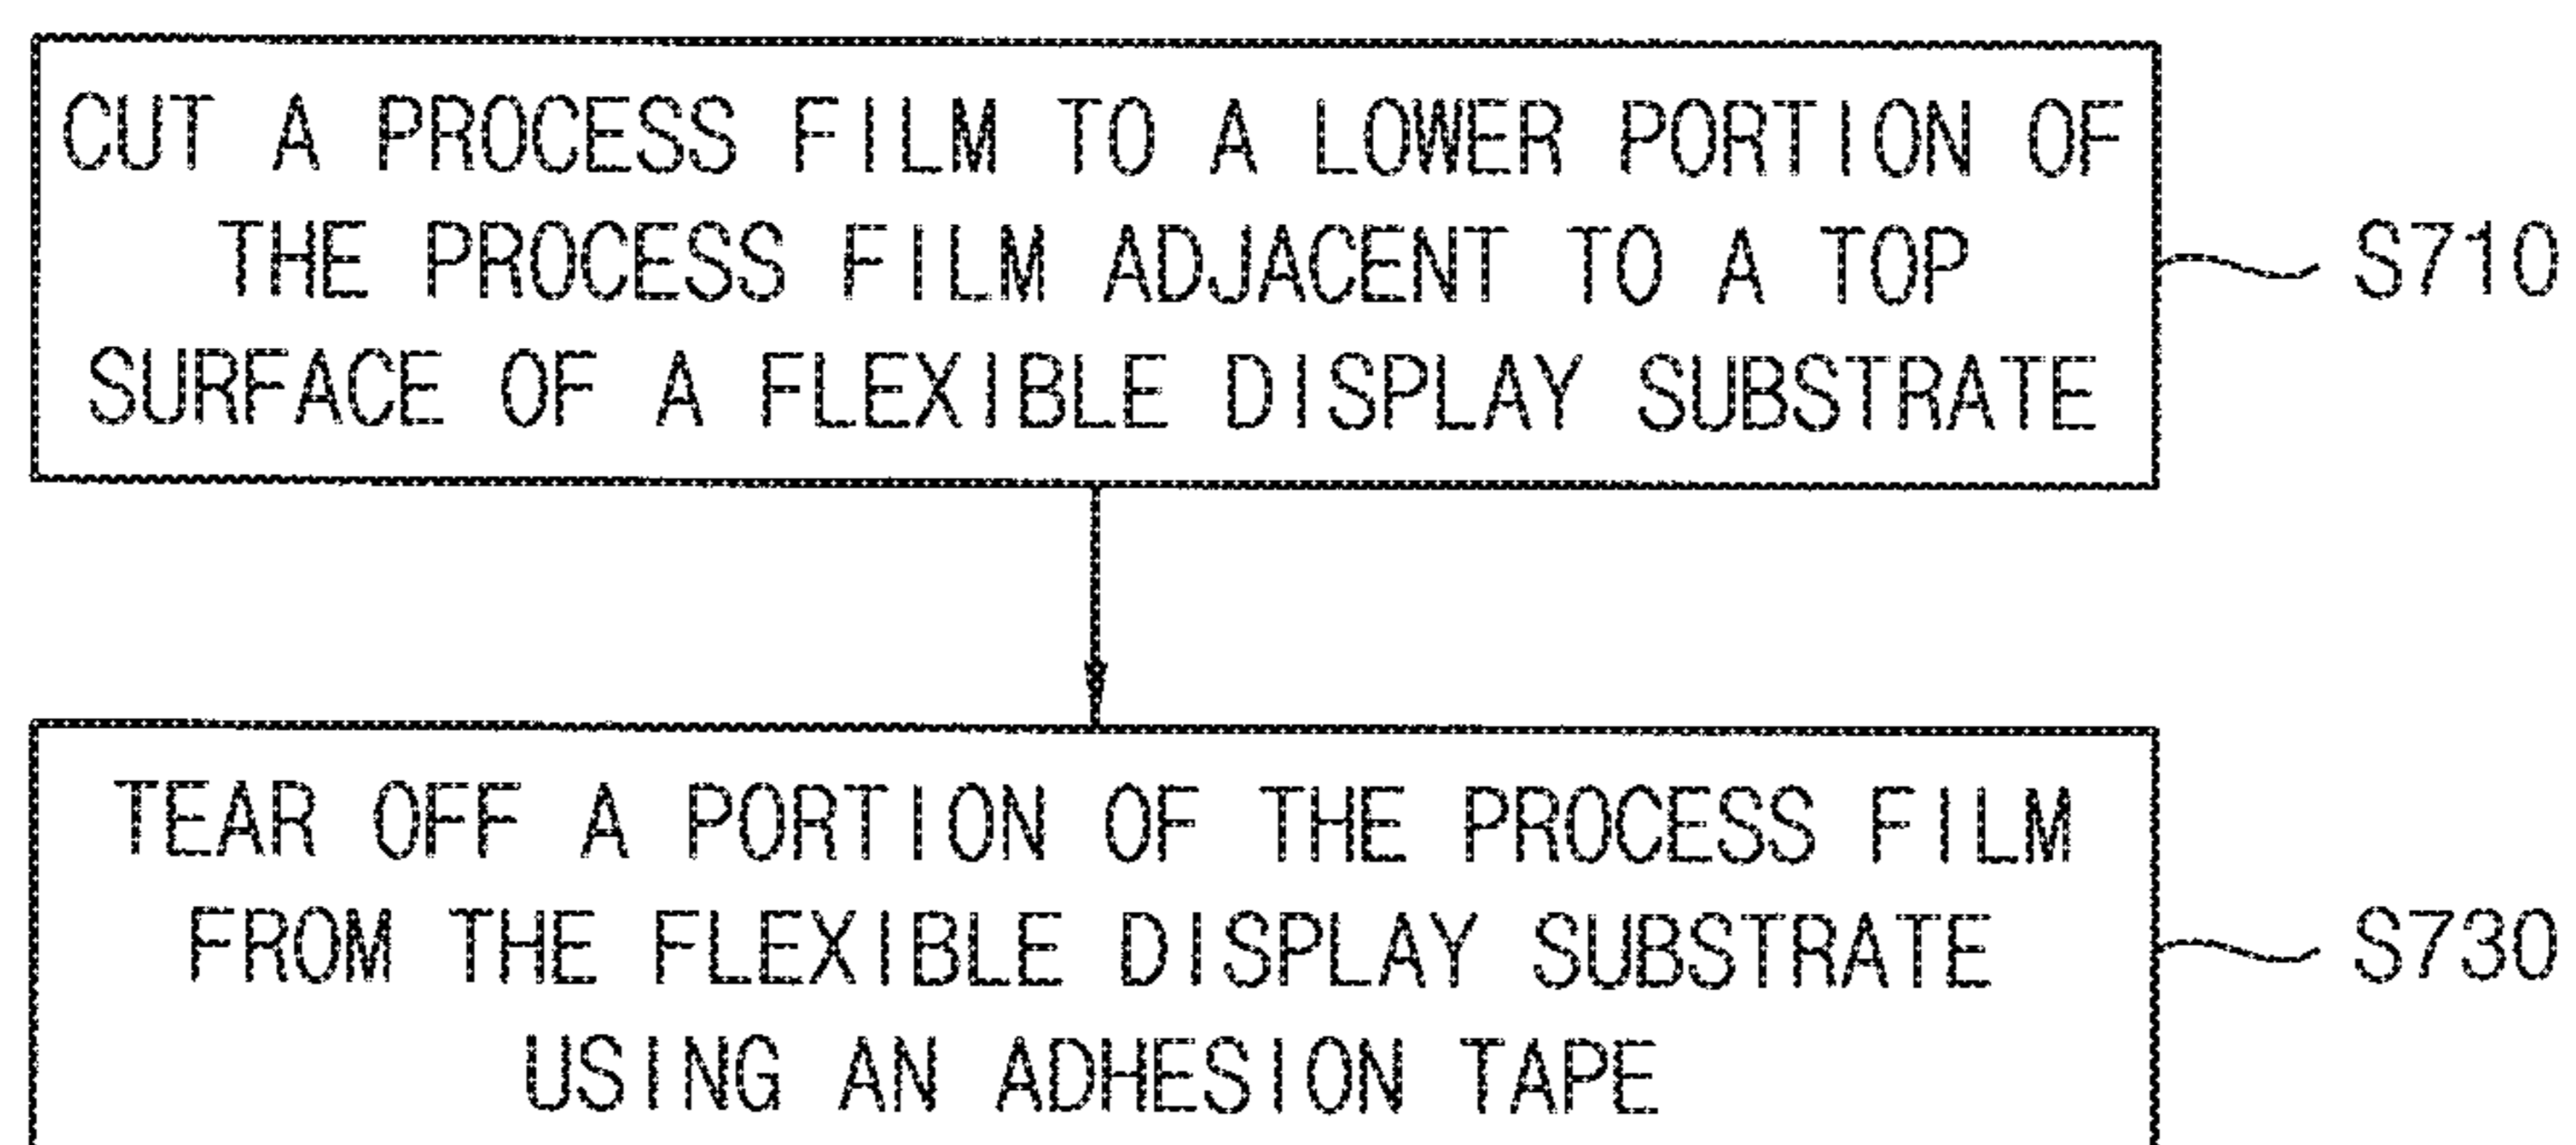 CUT A PROCESS FILM TO A LOWER PORTION OF
THE PROCESS FILM ADJACENT TO A TOP
SURFACE OF A FLEXIBLE DISPLAY SUBSTRATE
S710
TEAR OFF A PORTION OF THE PROCESS FILM
FROM THE FLEXIBLE DISPLAY SUBSTRATE
USING AN ADHESION TAPE
S730